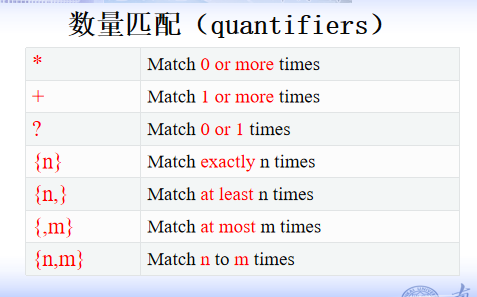 数量匹配（quantifiers）
* Match 0 or more times
+ Match 1 or more times
? Match 0 or 1 times
{n} Match exactly n times
{n,} Match at least n times
{,m} Match at most m times
{n,m} Match n to m times